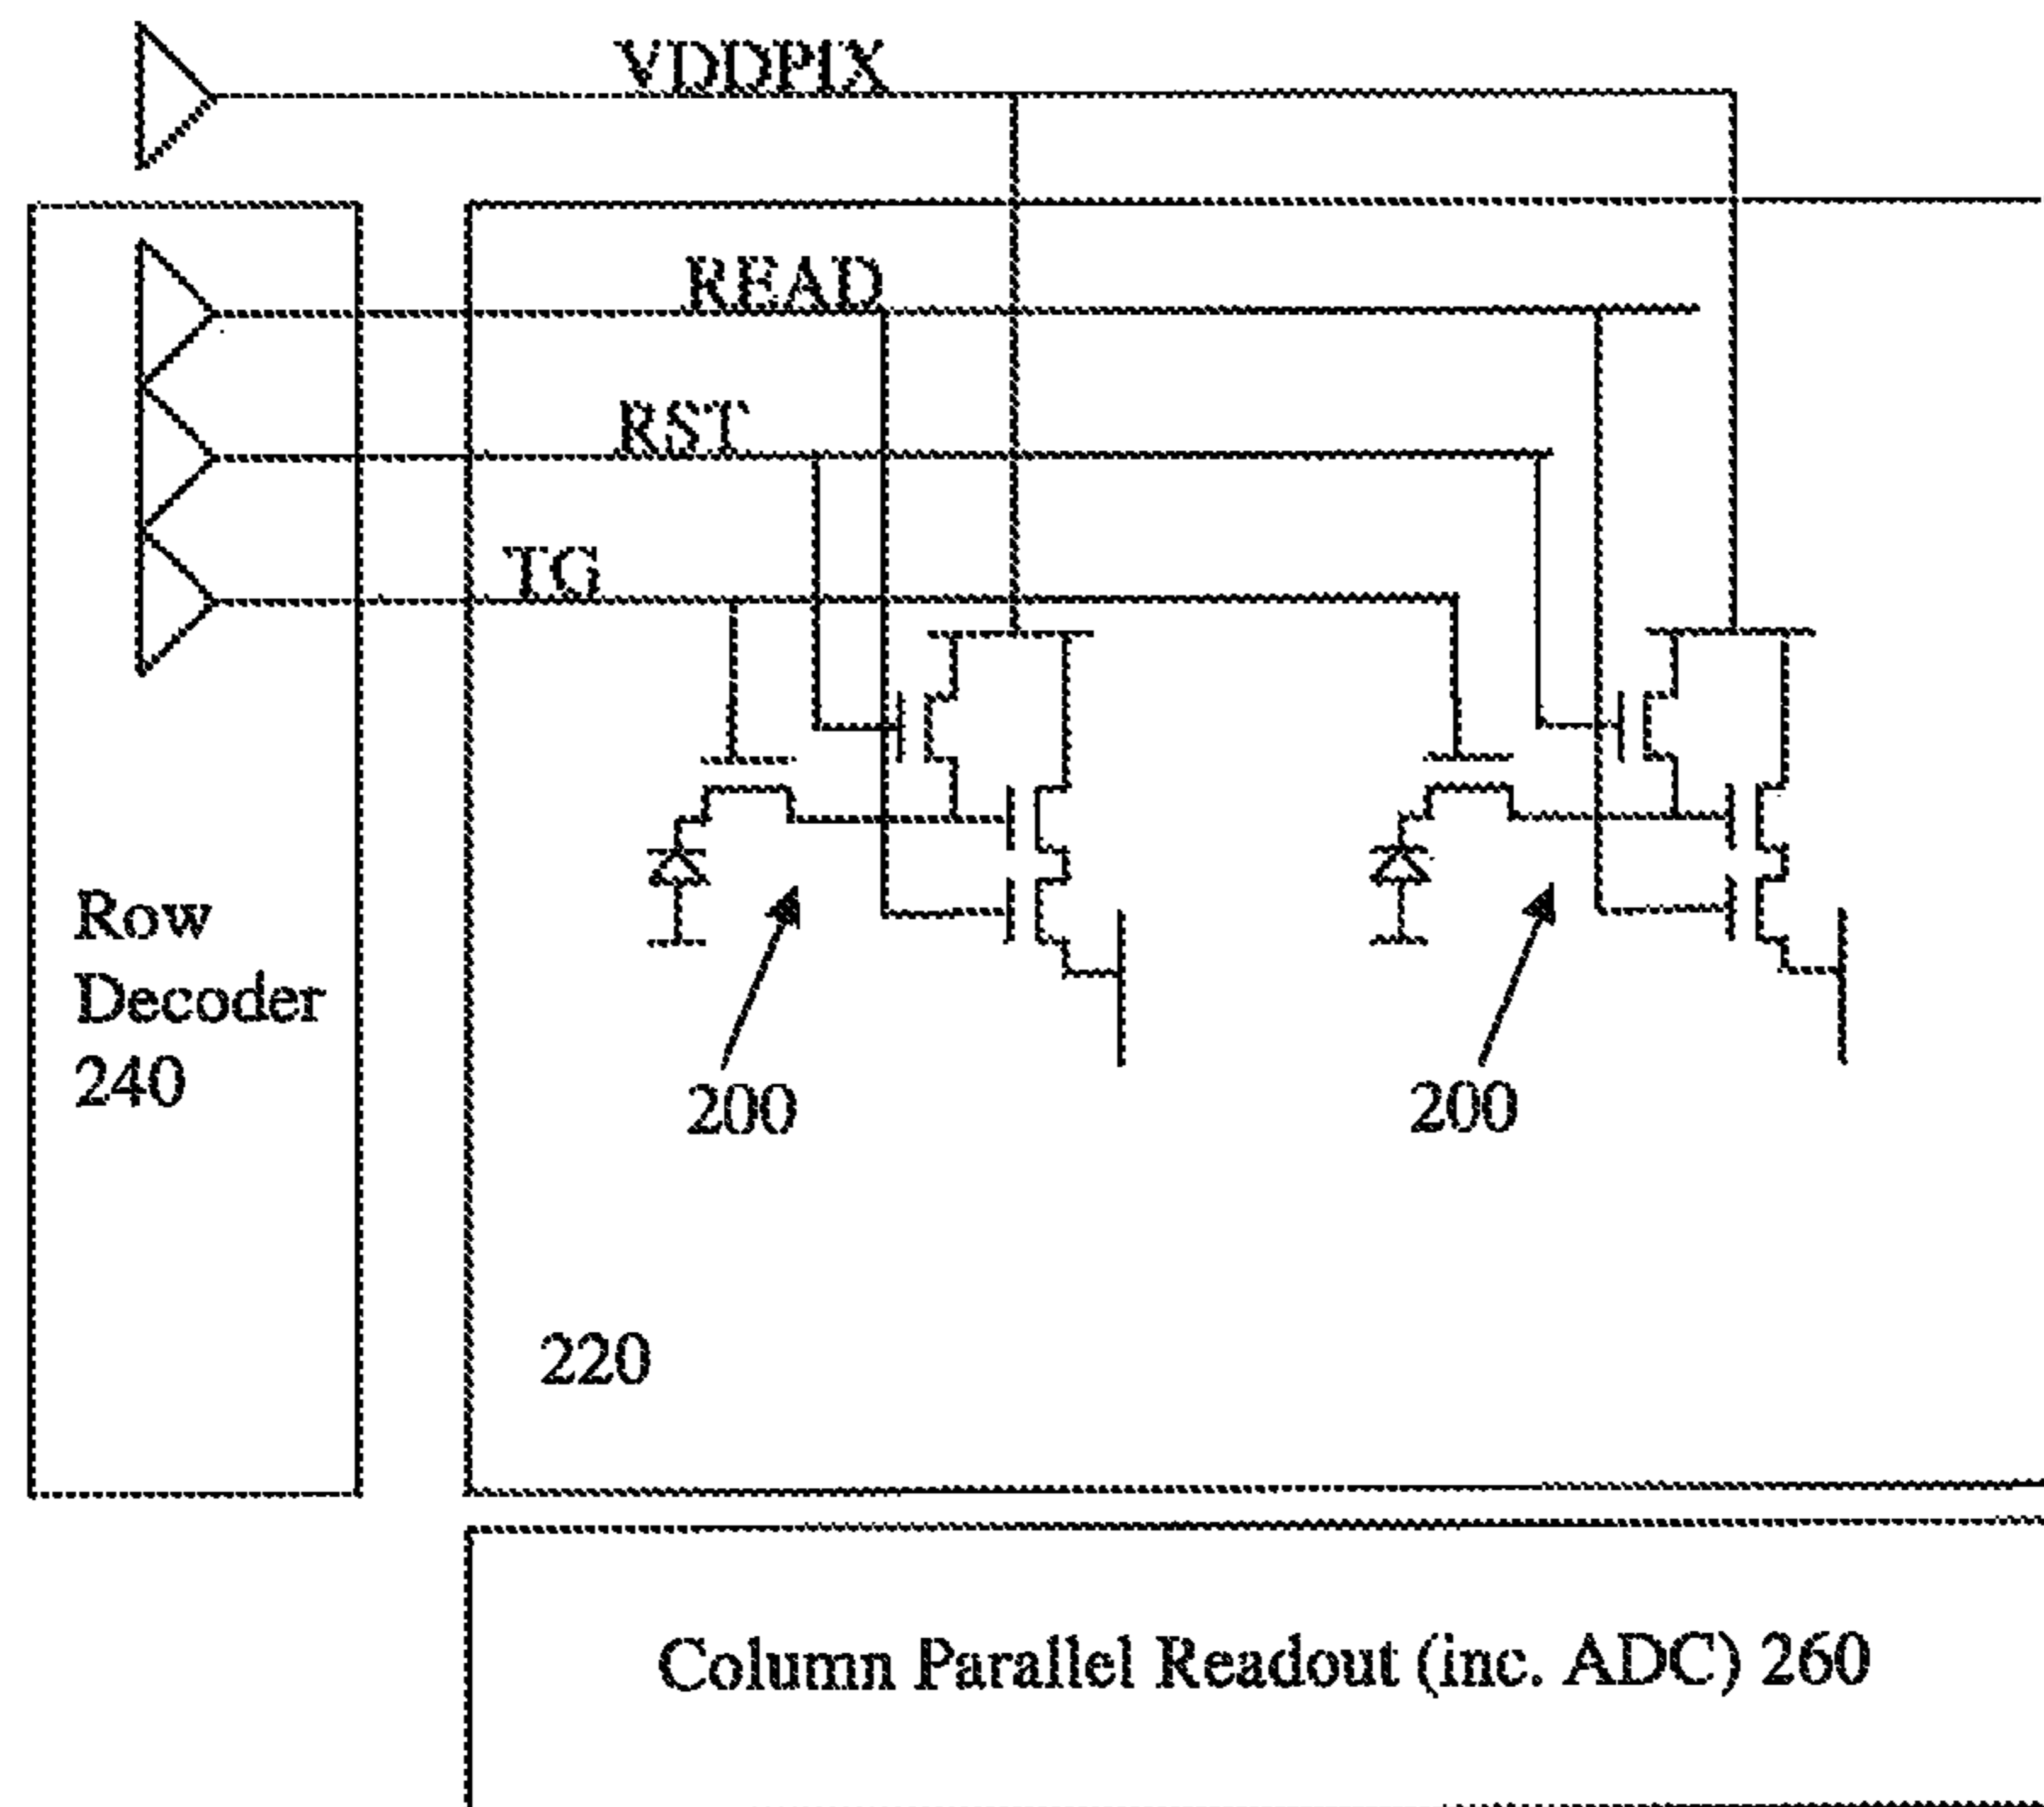 VDDPIX
READ
RST
TG
Row
Decoder
240
200
200
220
Column Parallel Readout (inc. ADC) 260